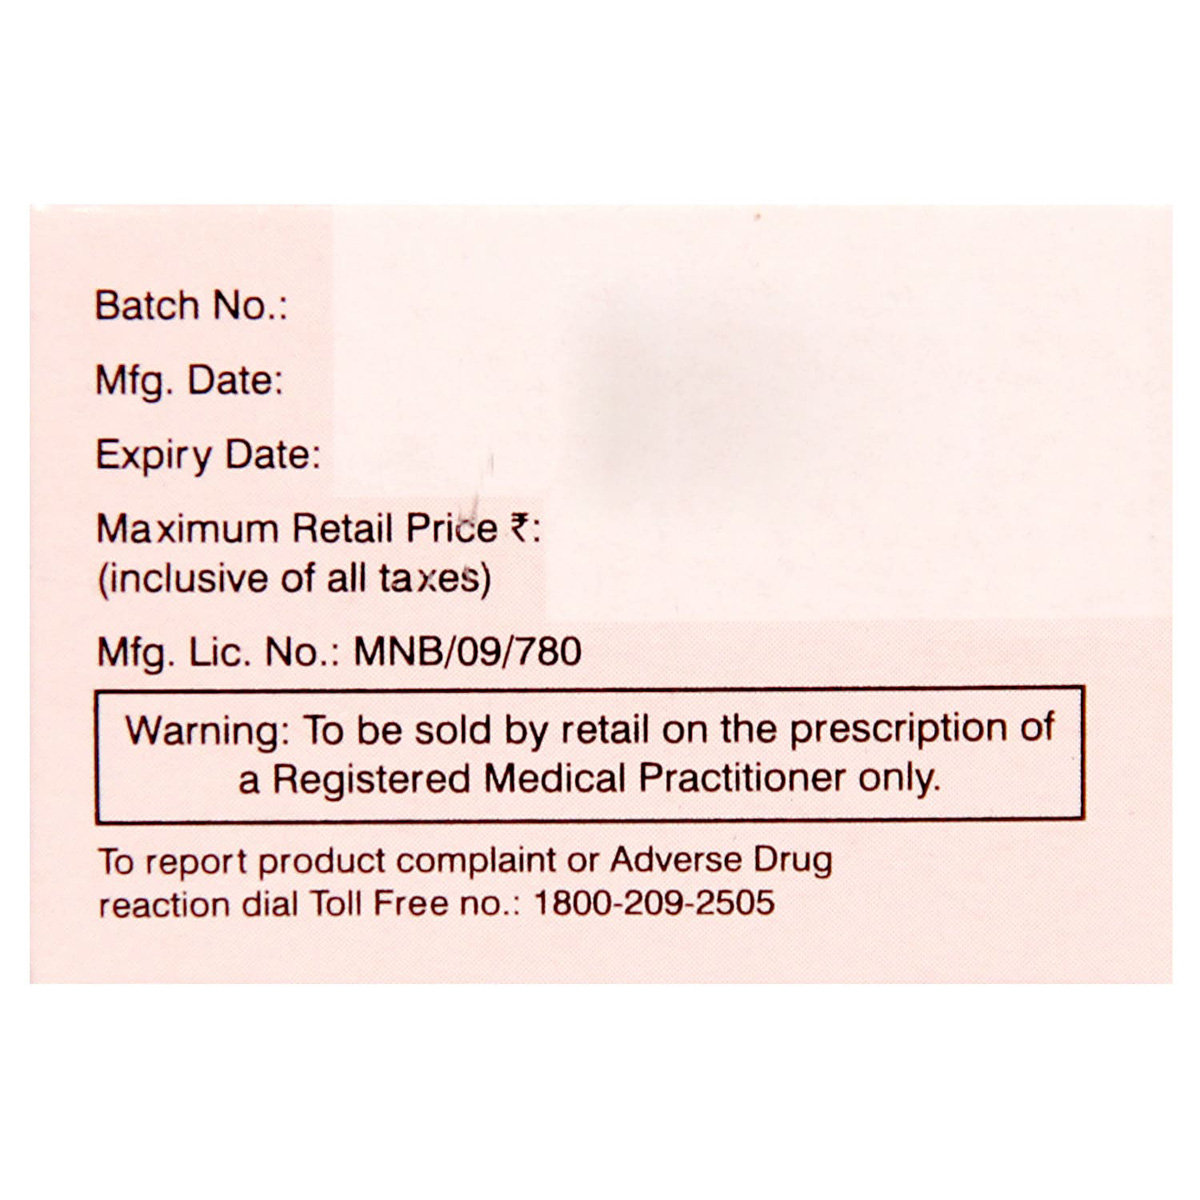 Batch No.:
Mfg. Date:
Expiry Date:
Maximum Retail Price ₹:
(inclusive of all taxes)
Mfg. Lic. No.: MNB/09/780
Warning: To be sold by retail on the prescription of
a Registered Medical Practitioner only.
To report product complaint or Adverse Drug
reaction dial Toll Free no.: 1800-209-2505